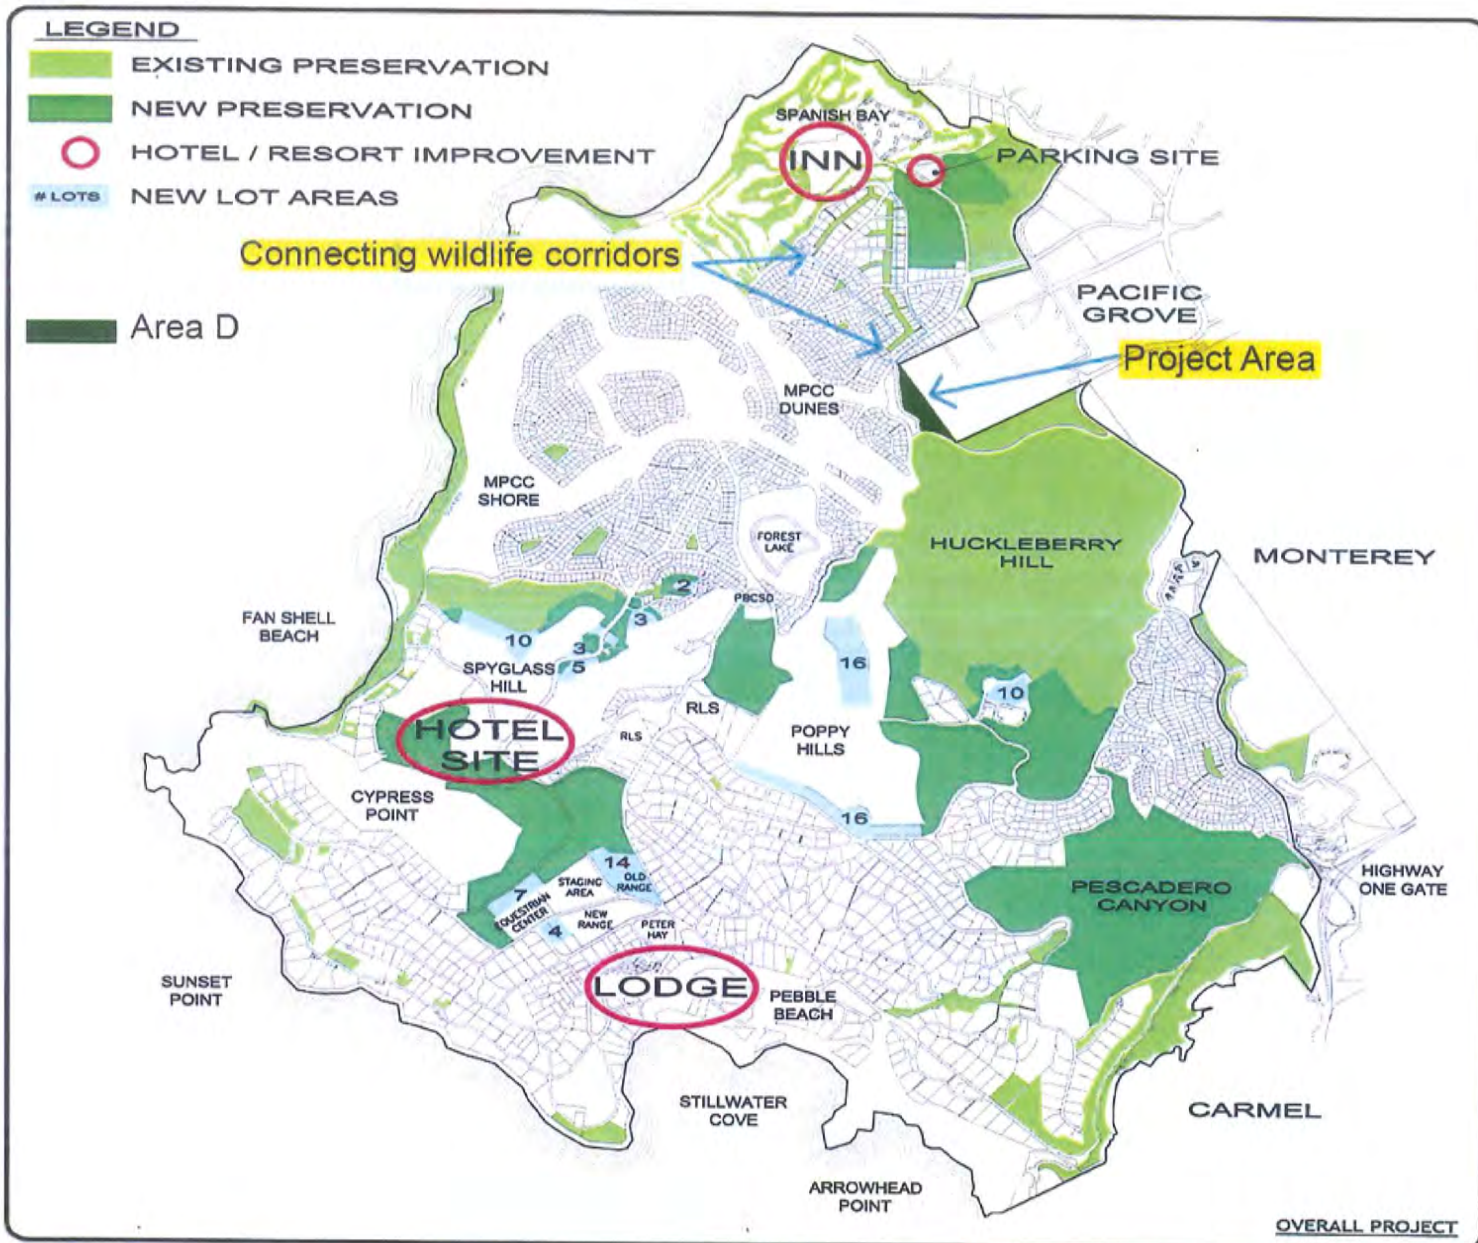 LEGEND
EXISTING PRESERVATION
NEW PRESERVATION
HOTEL / RESORT IMPROVEMENT
# LOTS
NEW LOT AREAS
Area D
SPANISH BAY
INN
PARKING SITE
Connecting wildlife corridors
PACIFIC
GROVE
Project Area
MPCC
DUNES
MPCC
SHORE
FOREST
LAKE
HUCKLEBERRY
HILL
MONTEREY
2
PBCSD
FAN SHELL
BEACH
3
10
3
5
16
SPYGLASS
HILL
10
RLS
HOTEL
SITE
RLS
POPPY
HILLS
CYPRESS
POINT
16
14
OLD
RANGE
STAGING
AREA
7
EQUESTRIAN
CENTER
4
NEW
RANGE
PETER
HAY
PESCADERO
CANYON
HIGHWAY
ONE GATE
SUNSET
POINT
LODGE
PEBBLE
BEACH
STILLWATER
COVE
CARMEL
ARROWHEAD
POINT
OVERALL PROJECT